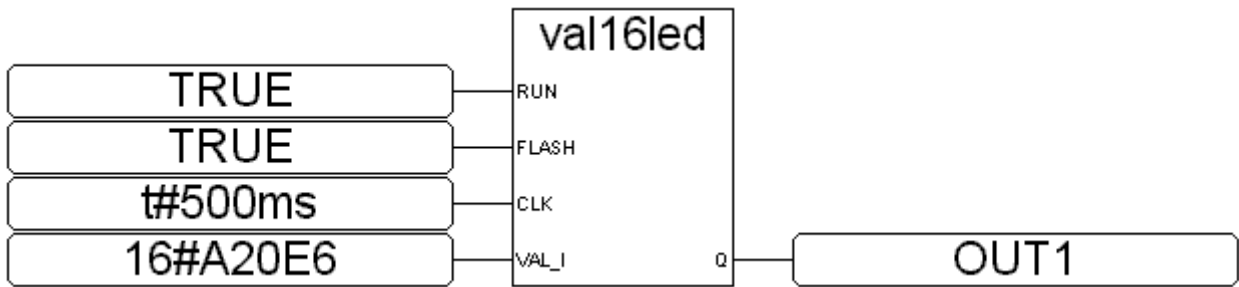 val16led
TRUE
RUN
TRUE
FLASH
t#500ms
CLK
16#A20E6
VAL_I
Q
OUT1